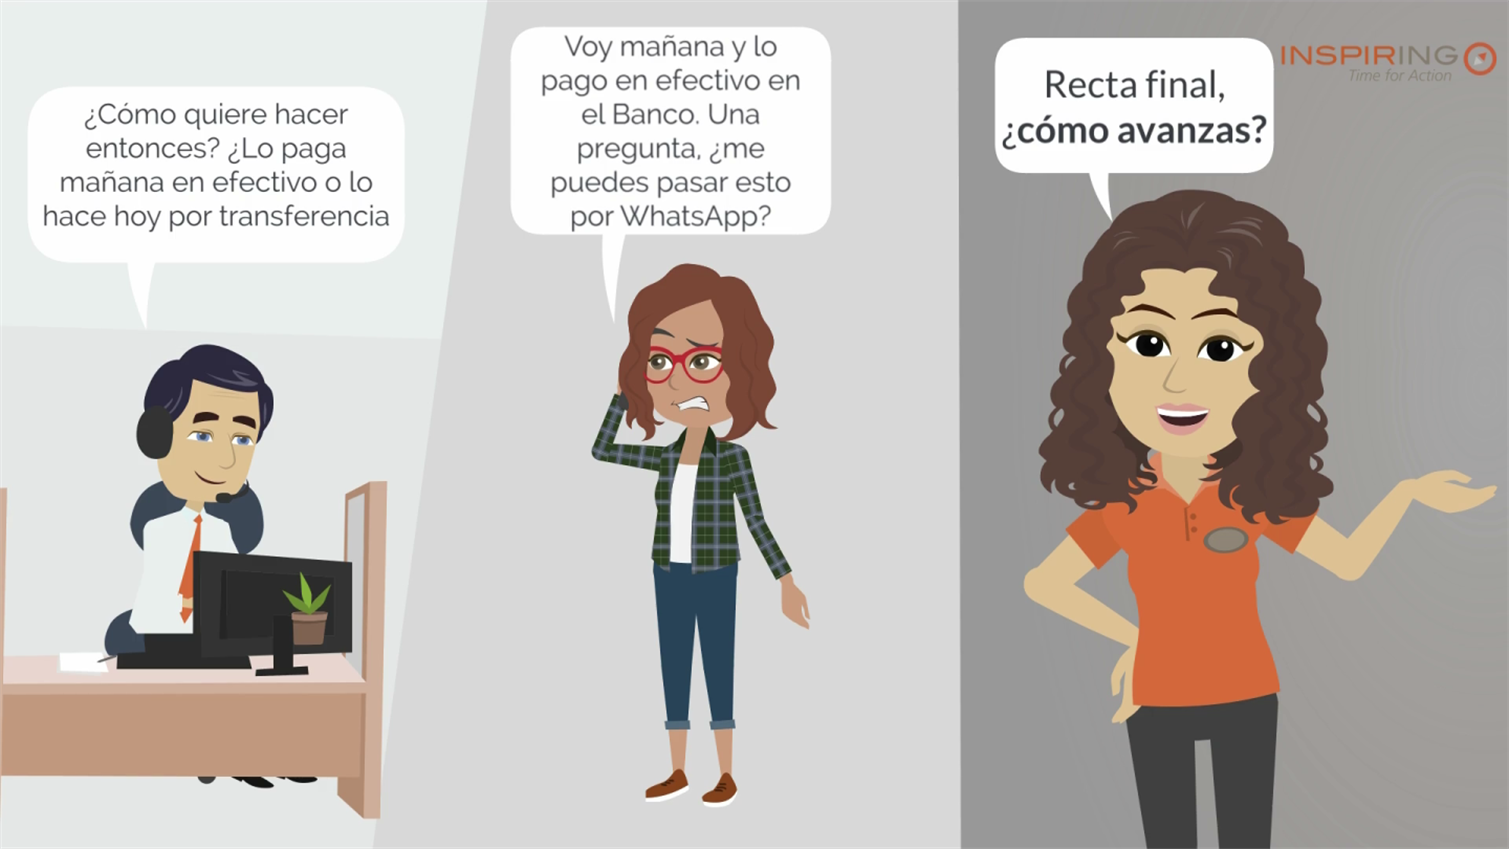 ¿Cómo quiere hacer
entonces? ¿Lo paga
mañana en efectivo o lo
hace hoy por transferencia
Voy mañana y lo
pago en efectivo en
el Banco. Una
pregunta, ¿me
puedes pasar esto
por WhatsApp?
Recta final,
¿cómo avanzas?
INSPIRING
Time for Action